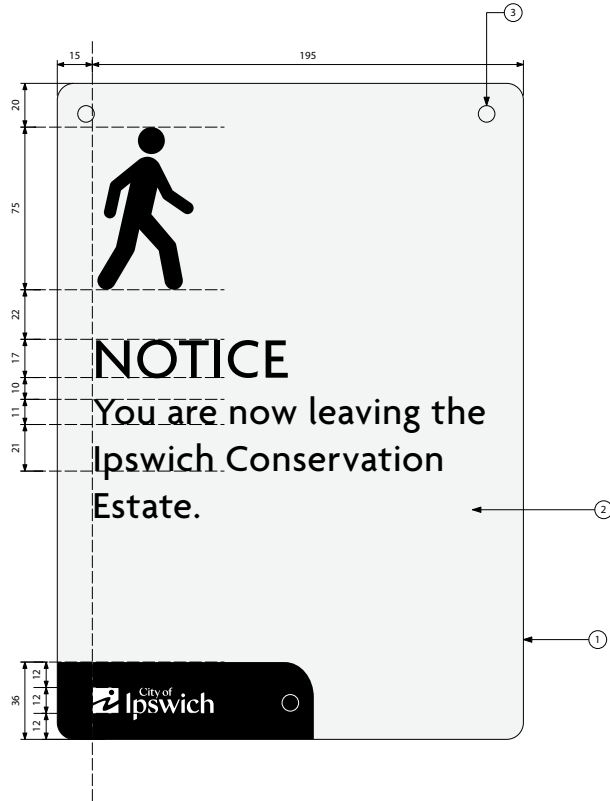 3
15
195
20
75
22
NOTICE
17
10
You are now leaving the
11
21
Ipswich Conservation
Estate.
2
1
12
36
12
City of
Ipswich
12